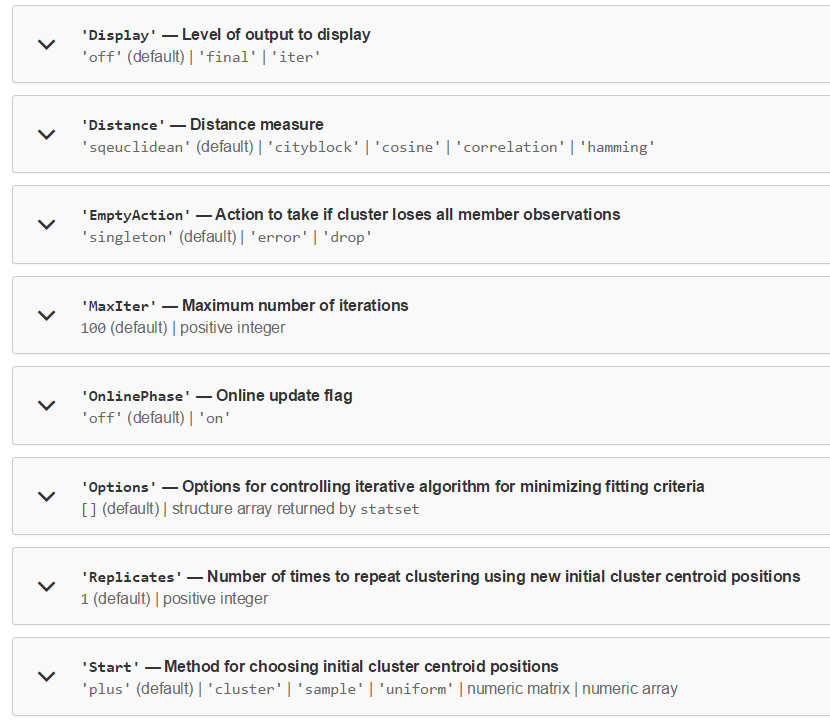 'Display' — Level of output to display
'off' (default) | 'final' | 'iter'
'Distance' — Distance measure
'sqeuclidean' (default) | 'cityblock' | 'cosine' | 'correlation' | 'hamming'
'EmptyAction' — Action to take if cluster loses all member observations
'singleton' (default) | 'error' | 'drop'
'MaxIter' — Maximum number of iterations
100 (default) | positive integer
'OnlinePhase' — Online update flag
'off' (default) | 'on'
'Options' — Options for controlling iterative algorithm for minimizing fitting criteria
[] (default) | structure array returned by statset
'Replicates' — Number of times to repeat clustering using new initial cluster centroid positions
1 (default) | positive integer
'Start' — Method for choosing initial cluster centroid positions
'plus' (default) | 'cluster' | 'sample' | 'uniform' | numeric matrix | numeric array